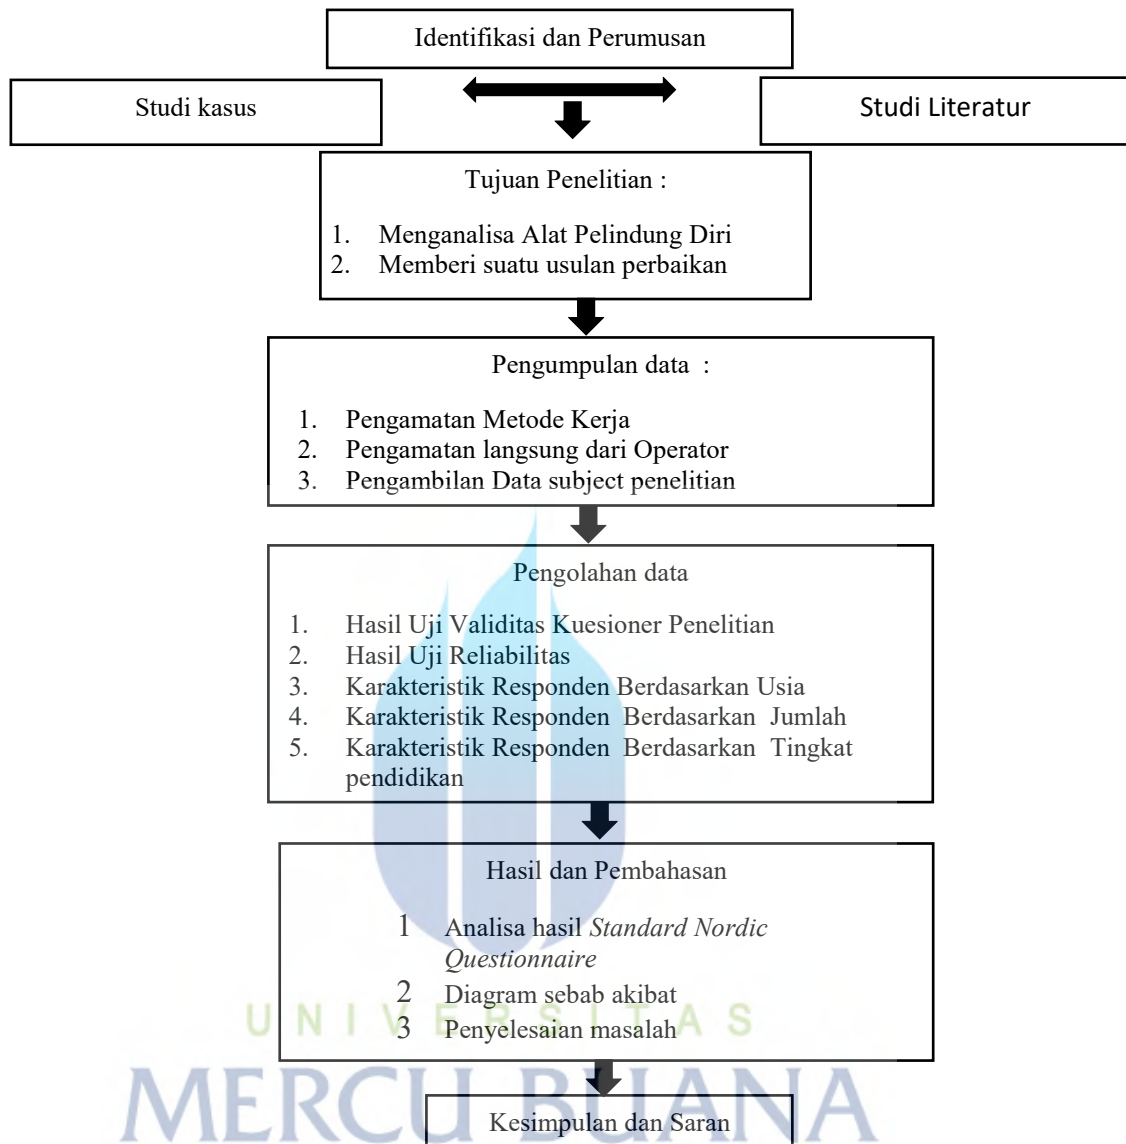 Identifikasi dan Perumusan
Studi kasus
Studi Literatur
Tujuan Penelitian :
1. Menganalisa Alat Pelindung Diri
2. Memberi suatu usulan perbaikan
Pengumpulan data :
1. Pengamatan Metode Kerja
2. Pengamatan langsung dari Operator
3. Pengambilan Data subject penelitian
Pengolahan data
1. Hasil Uji Validitas Kuesioner Penelitian
2. Hasil Uji Reliabilitas
3. Karakteristik Responden Berdasarkan Usia
4. Karakteristik Responden Berdasarkan Jumlah
5. Karakteristik Responden Berdasarkan Tingkat
pendidikan
Hasil dan Pembahasan
1 Analisa hasil Standard Nordic
Questionnaire
2 Diagram sebab akibat
3 Penyelesaian masalah
UNIVERSITAS
MERCU BUANA
Kesimpulan dan Saran